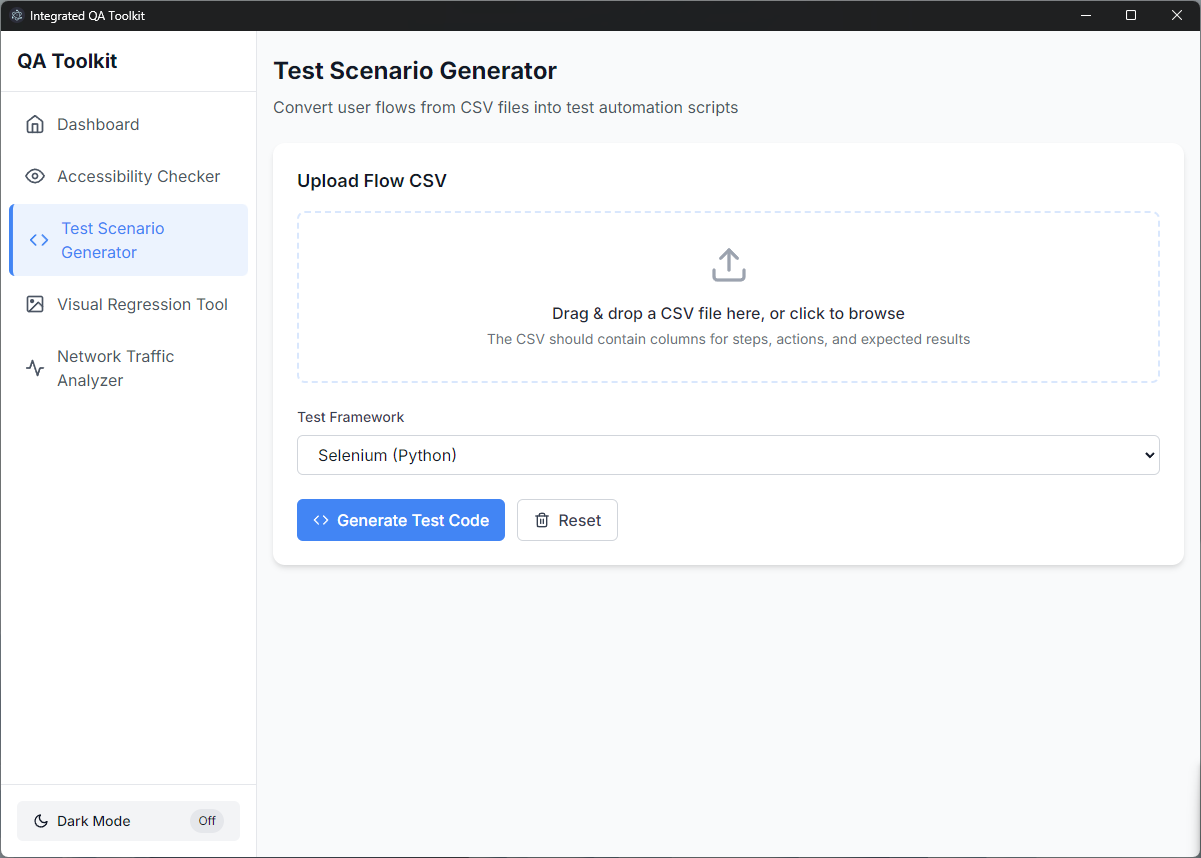 Integrated QA Toolkit
QA Toolkit
Dashboard
Accessibility Checker
Test Scenario
Generator
Visual Regression Tool
Network Traffic
Analyzer
Dark Mode
Off
Test Scenario Generator
Convert user flows from CSV files into test automation scripts
Upload Flow CSV
Drag & drop a CSV file here, or click to browse
The CSV should contain columns for steps, actions, and expected results
Test Framework
Selenium (Python)
Generate Test Code
Reset